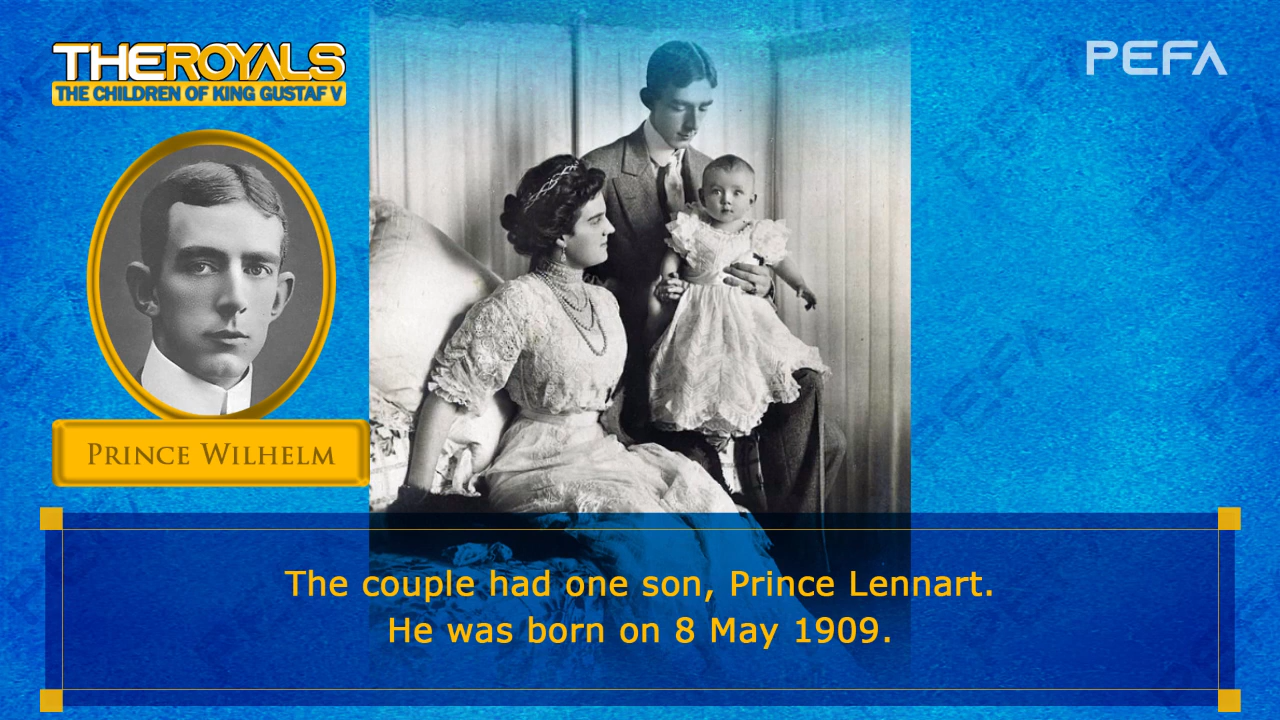 THEROYALS
THE CHILDREN OF KING GUSTAF V
PEFA
PRINCE WILHELM
The couple had one son, Prince Lennart.
He was born on 8 May 1909.